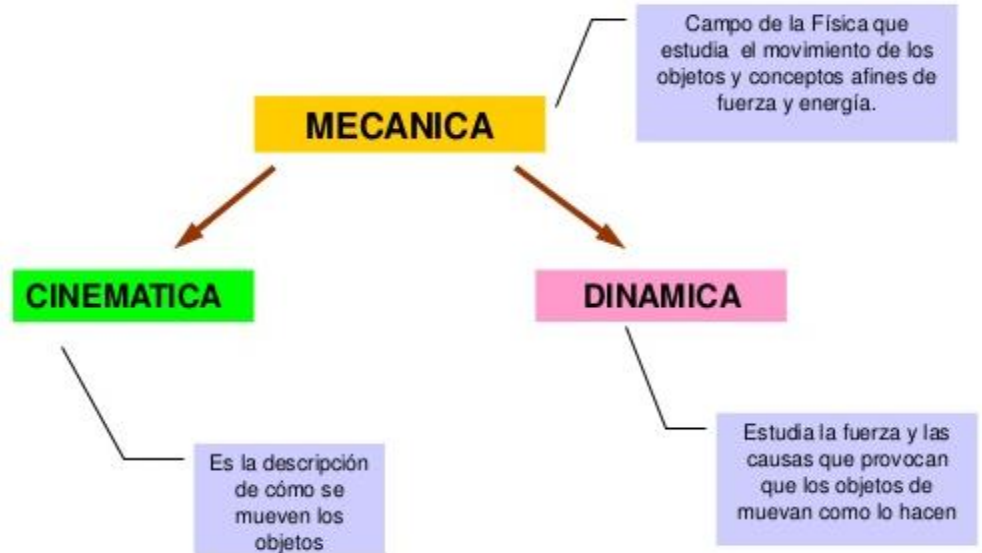 Campo de la Física que
estudia el movimiento de los
objetos y conceptos afines de
fuerza y energía.
MECANICA
CINEMATICA
DINAMICA
Es la descripción
de cómo se
mueven los
objetos
Estudia la fuerza y las
causas que provocan
que los objetos de
muevan como lo hacen